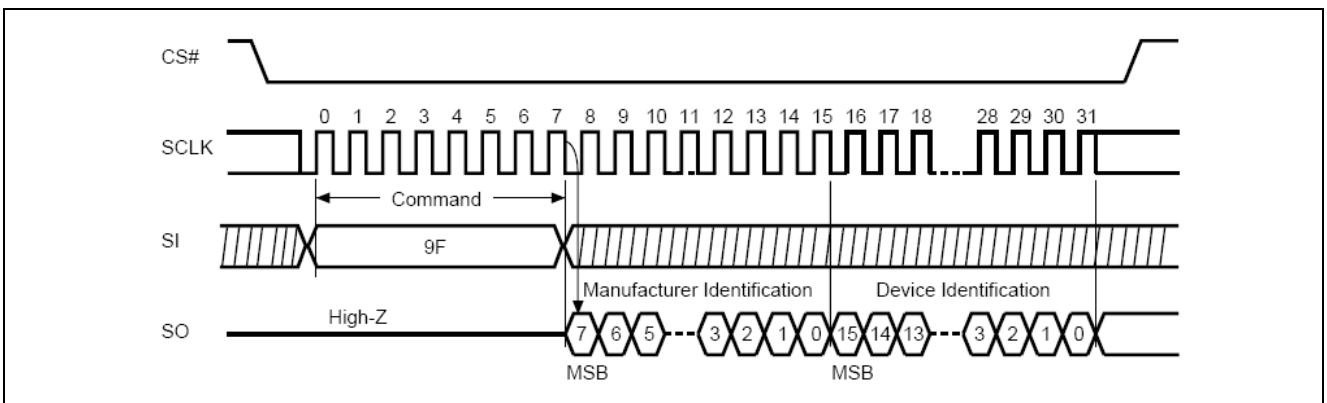 CS#
0 1 2 3 4 5 6 7 8 9 10 11 12 13 14 15 16 17 18 28 29 30 31
SCLK
Command
SI
9F
Manufacturer Identification Device Identification
High-Z
SO
7 6 5 3 2 1 0 15 14 13 3 2 1 0
MSB MSB